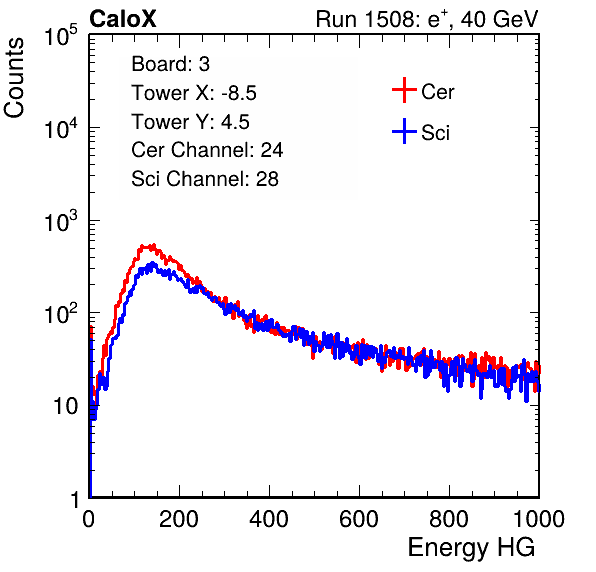 CaloX Run 1508: e⁺, 40 GeV
Counts
Board: 3
Tower X: -8.5
Tower Y: 4.5
Cer Channel: 24
Sci Channel: 28
Cer
Sci
10⁵
10⁴
10³
10²
10
1
0 200 400 600 800 1000
Energy HG